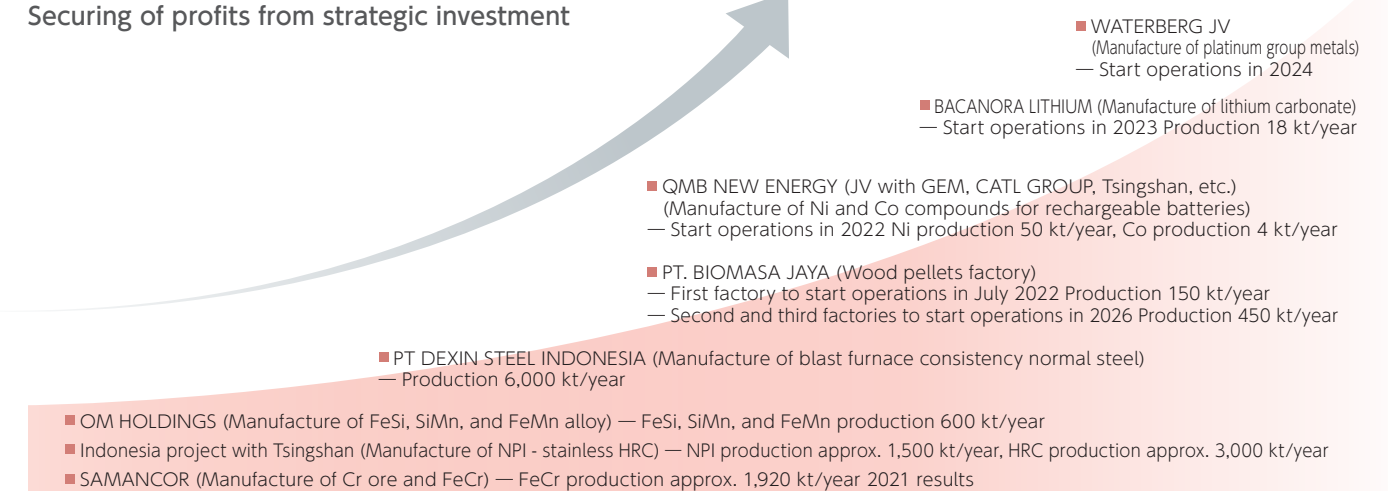 Securing of profits from strategic investment
■ WATERBERG JV
(Manufacture of platinum group metals)
— Start operations in 2024
■ BACANORA LITHIUM (Manufacture of lithium carbonate)
— Start operations in 2023 Production 18 kt/year
■ QMB NEW ENERGY (JV with GEM, CATL GROUP, Tsingshan, etc.)
(Manufacture of Ni and Co compounds for rechargeable batteries)
— Start operations in 2022 Ni production 50 kt/year, Co production 4 kt/year
■ PT. BIOMASA JAYA (Wood pellets factory)
— First factory to start operations in July 2022 Production 150 kt/year
— Second and third factories to start operations in 2026 Production 450 kt/year
■ PT DEXIN STEEL INDONESIA (Manufacture of blast furnace consistency normal steel)
— Production 6,000 kt/year
■ OM HOLDINGS (Manufacture of FeSi, SiMn, and FeMn alloy) — FeSi, SiMn, and FeMn production 600 kt/year
■ Indonesia project with Tsingshan (Manufacture of NPI - stainless HRC) — NPI production approx. 1,500 kt/year, HRC production approx. 3,000 kt/year
■ SAMANCOR (Manufacture of Cr ore and FeCr) — FeCr production approx. 1,920 kt/year 2021 results